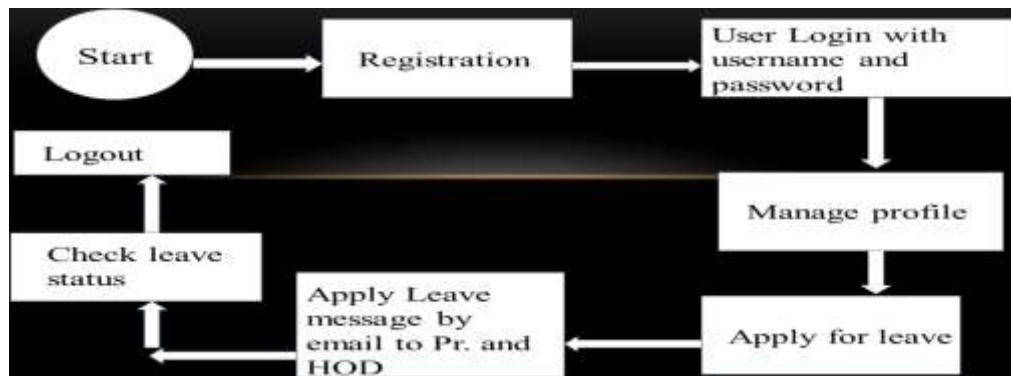 Start
Registration
User Login with
username and
password
Manage profile
Apply for leave
Apply Leave
message by
email to Pr. and
HOD
Check leave
status
Logout